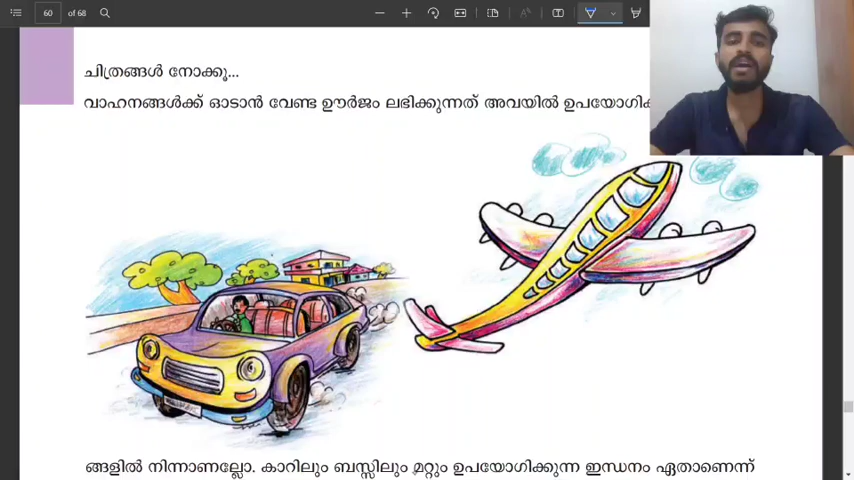 60 of 68
ചിത്രങ്ങൾ നോക്കൂ...
വാഹനങ്ങൾക്ക് ഓടാൻ വേണ്ട ഊർജം ലഭിക്കുന്നത് അവയിൽ
ങ്ങളിൽ നിന്നാണല്ലോ. കാറിലും ബസ്സിലും മറ്റും ഉപയോഗിക്കുന്ന ഇന്ധനം ഏതാണെന്ന്